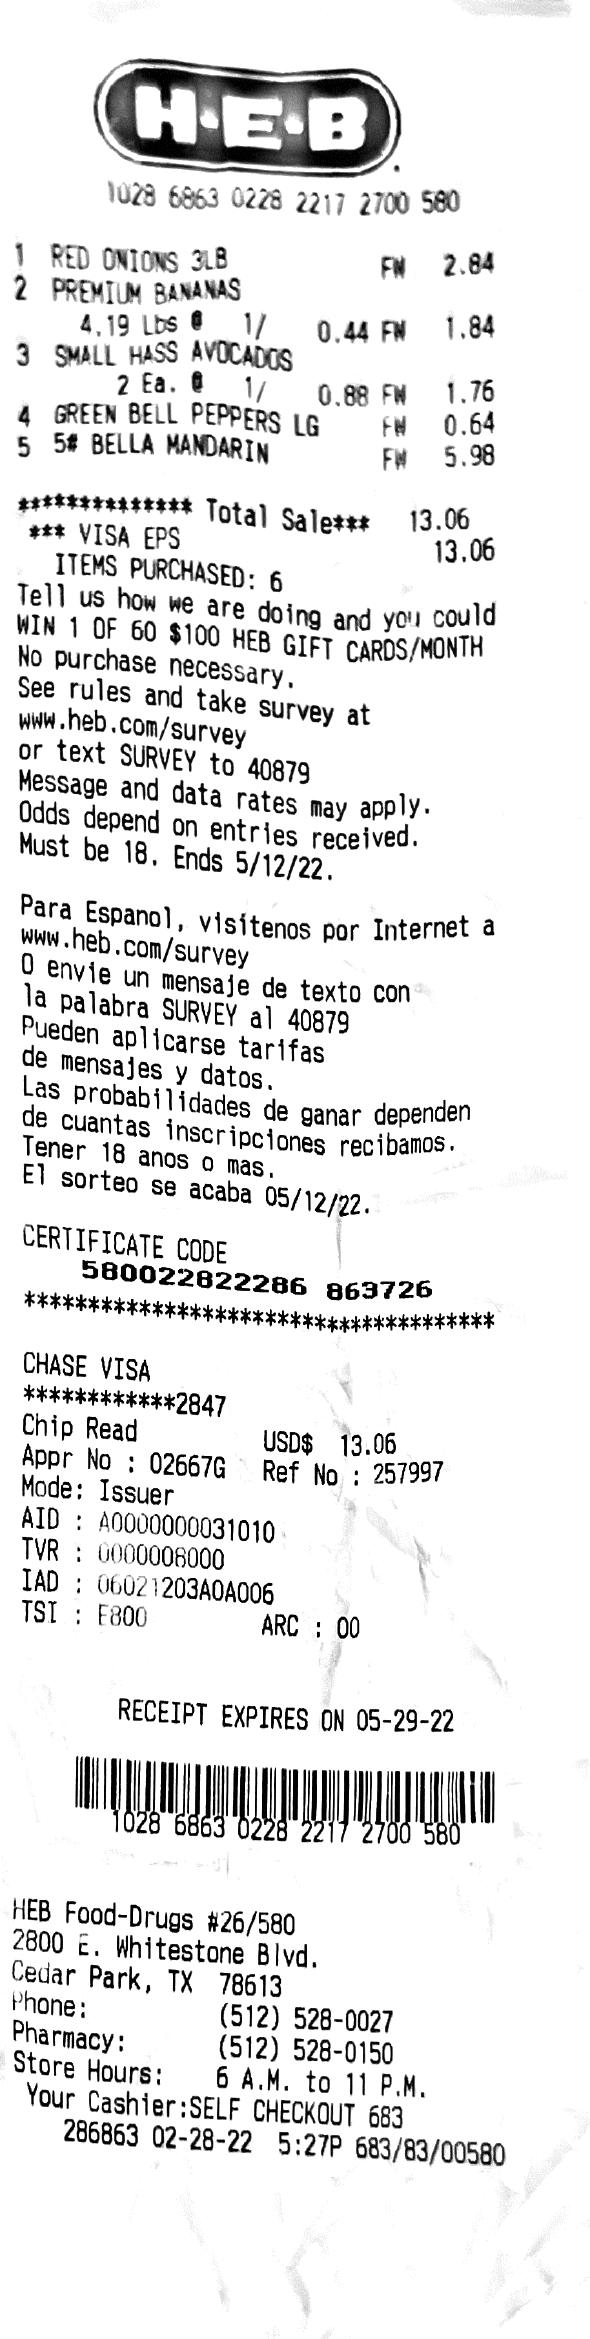 H-E-B
1028 6863 0228 2217 2700 580
1 RED ONIONS 3LB FW 2.84
2 PREMIUM BANANAS
4.19 Lbs @ 1/ 0.44 FW 1.84
3 SMALL HASS AVOCADOS
2 Ea. @ 1/ 0.88 FW 1.76
4 GREEN BELL PEPPERS LG FW 0.64
5 5# BELLA MANDARIN FW 5.98
************** Total Sale*** 13.06
*** VISA EPS 13.06
ITEMS PURCHASED: 6
Tell us how we are doing and you could
WIN 1 OF 60 $100 HEB GIFT CARDS/MONTH
No purchase necessary.
See rules and take survey at
www.heb.com/survey
or text SURVEY to 40879
Message and data rates may apply.
Odds depend on entries received.
Must be 18. Ends 5/12/22.
Para Espanol, visitenos por Internet a
www.heb.com/survey
O envie un mensaje de texto con
la palabra SURVEY al 40879
Pueden aplicarse tarifas
de mensajes y datos.
Las probabilidades de ganar dependen
de cuantas inscripciones recibamos.
Tener 18 anos o mas.
El sorteo se acaba 05/12/22.
CERTIFICATE CODE
580022822286 863726
**************************************
CHASE VISA
************2847
Chip Read USD$ 13.06
Appr No : 02667G Ref No : 257997
Mode: Issuer
AID : A0000000031010
TVR : 0000008000
IAD : 06021203A0A006
TSI : E800 ARC : 00
RECEIPT EXPIRES ON 05-29-22
1028 6863 0228 2217 2700 580
HEB Food-Drugs #26/580
2800 E. Whitestone Blvd.
Cedar Park, TX 78613
Phone: (512) 528-0027
Pharmacy: (512) 528-0150
Store Hours: 6 A.M. to 11 P.M.
Your Cashier:SELF CHECKOUT 683
286863 02-28-22 5:27P 683/83/00580